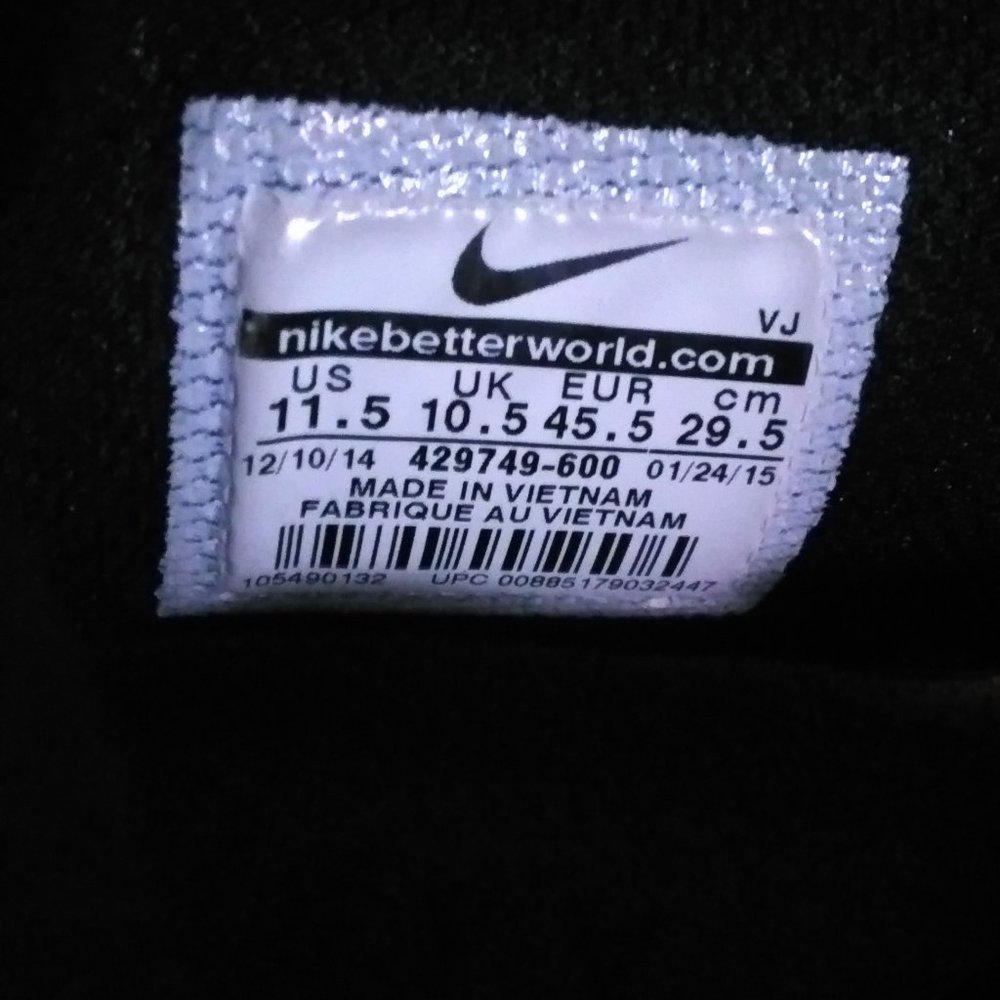 VJ
nikebetterworld.com
US UK EUR cm
11.5 10.5 45.5 29.5
12/10/14 429749-600 01/24/15
MADE IN VIETNAM
FABRIQUE AU VIETNAM
105490132 UPC 00885179032447